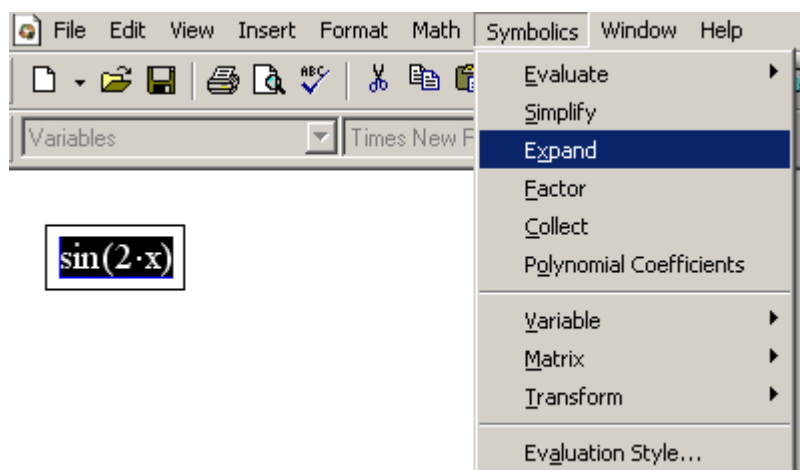 File Edit View Insert Format Math Symbolics Window Help
ABC
Variables Times New F
Evaluate
Simplify
Expand
Factor
Collect
Polynomial Coefficients
Variable
Matrix
Transform
Evaluation Style...
sin(2·x)